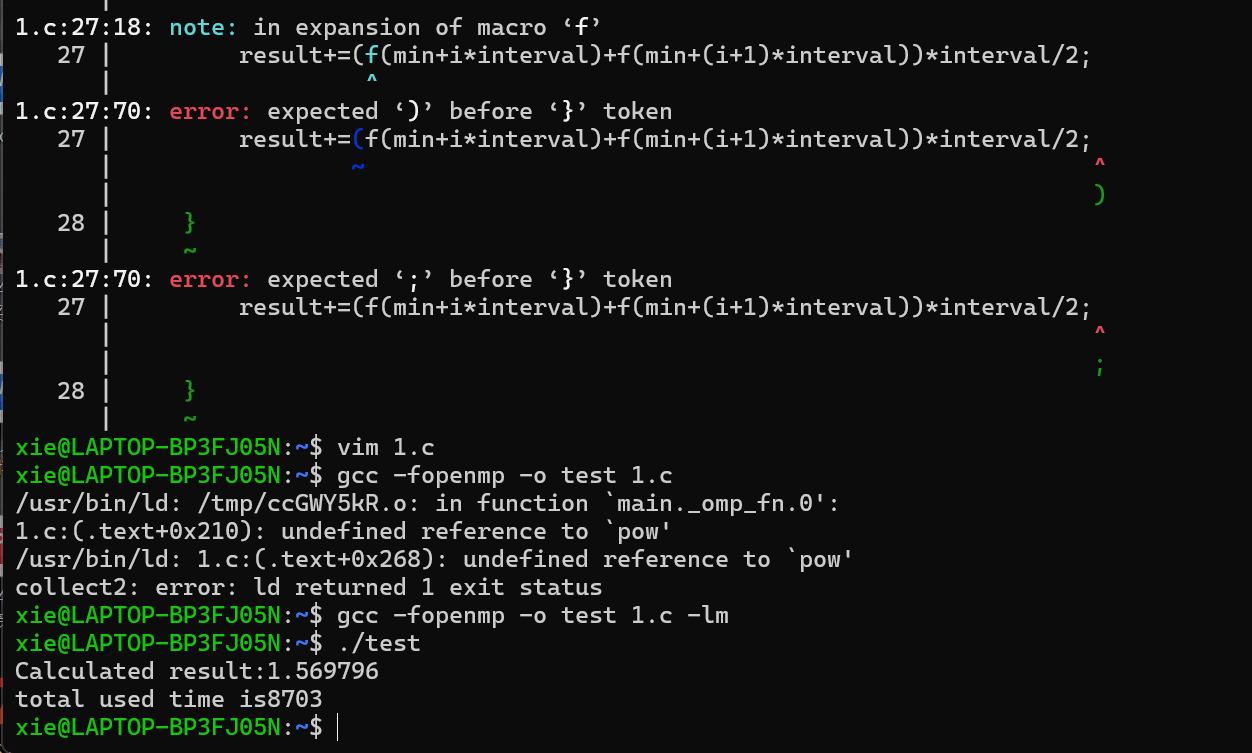 1.c:27:18: note: in expansion of macro ‘f’
27 | result+=(f(min+i*interval)+f(min+(i+1)*interval))*interval/2;
| ^
1.c:27:70: error: expected ‘)’ before ‘}’ token
27 | result+=(f(min+i*interval)+f(min+(i+1)*interval))*interval/2;
| ~ ^
| )
28 | }
| ~
1.c:27:70: error: expected ‘;’ before ‘}’ token
27 | result+=(f(min+i*interval)+f(min+(i+1)*interval))*interval/2;
| ^
| ;
28 | }
| ~
xie@LAPTOP-BP3FJ05N:~$ vim 1.c
xie@LAPTOP-BP3FJ05N:~$ gcc -fopenmp -o test 1.c
/usr/bin/ld: /tmp/ccGWY5kR.o: in function `main._omp_fn.0':
1.c:(.text+0x210): undefined reference to `pow'
/usr/bin/ld: 1.c:(.text+0x268): undefined reference to `pow'
collect2: error: ld returned 1 exit status
xie@LAPTOP-BP3FJ05N:~$ gcc -fopenmp -o test 1.c -lm
xie@LAPTOP-BP3FJ05N:~$ ./test
Calculated result:1.569796
total used time is8703
xie@LAPTOP-BP3FJ05N:~$